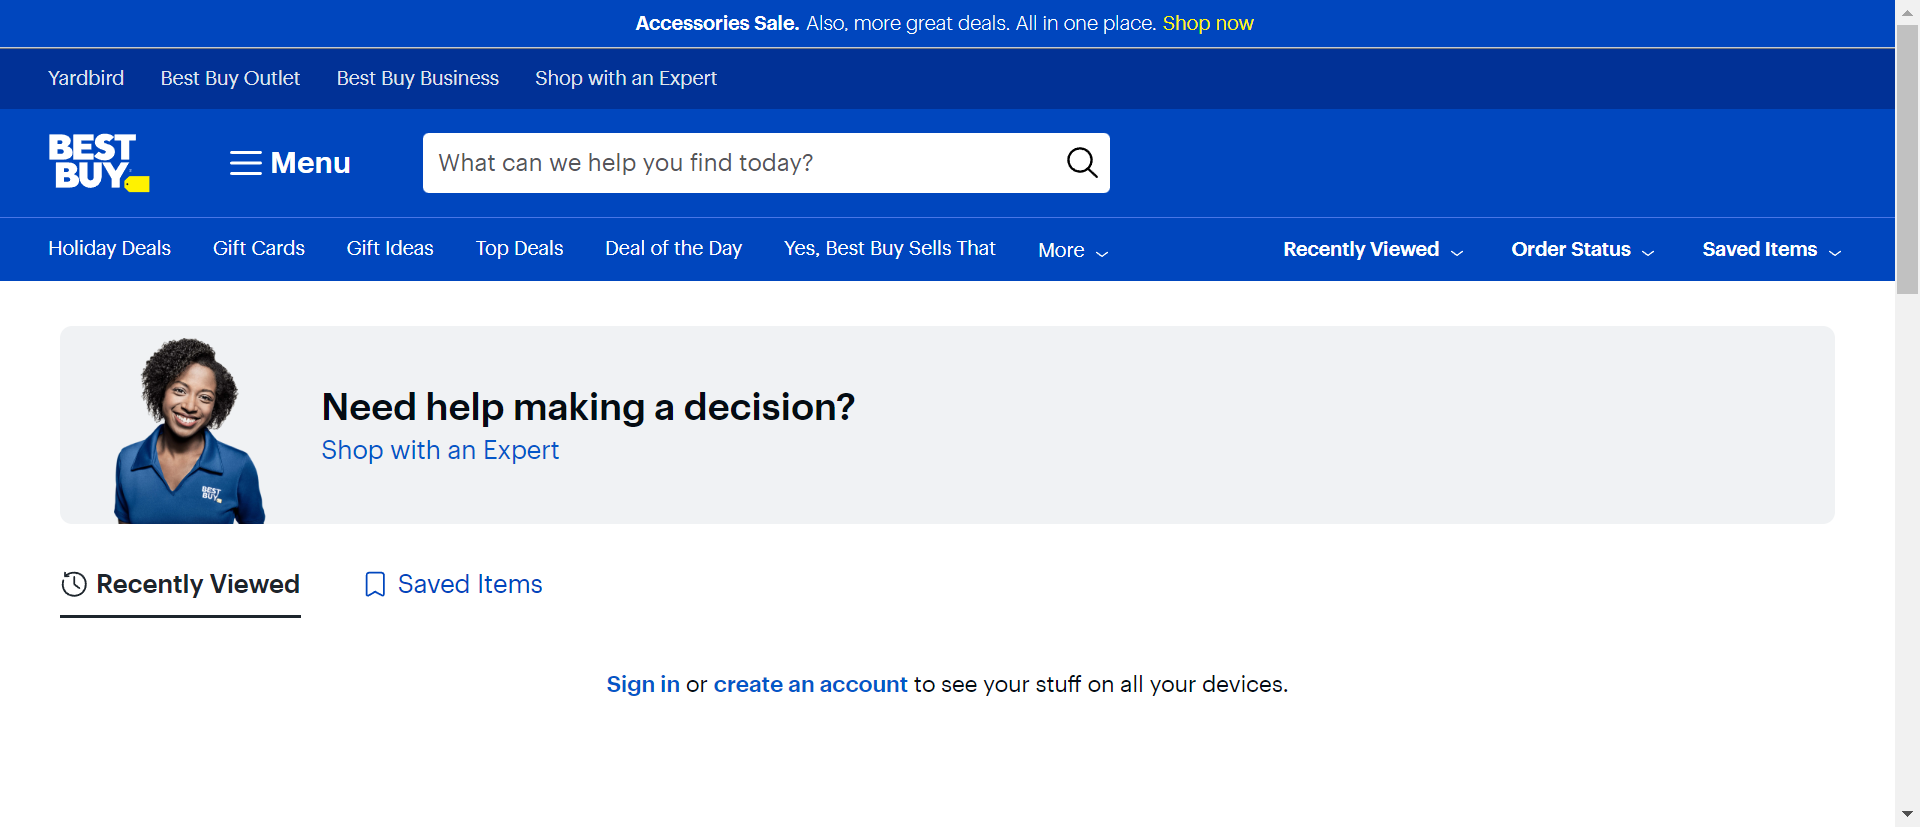 Accessories Sale. Also, more great deals. All in one place. Shop now
Yardbird Best Buy Outlet Best Buy Business Shop with an Expert
BEST
BUY
Menu
What can we help you find today?
Holiday Deals Gift Cards Gift Ideas Top Deals Deal of the Day Yes, Best Buy Sells That More Recently Viewed Order Status Saved Items
Need help making a decision?
Shop with an Expert
BEST
BUY
Recently Viewed Saved Items
Sign in or create an account to see your stuff on all your devices.